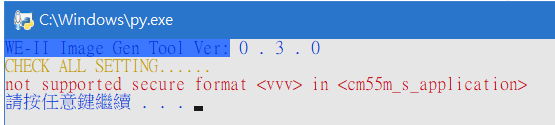 C:\Windows\py.exe
WE-II Image Gen Tool Ver: 0 . 3 . 0
CHECK ALL SETTING......
not supported secure format <vvv> in <cm55m_s_application>
請按任意鍵繼續 . . .